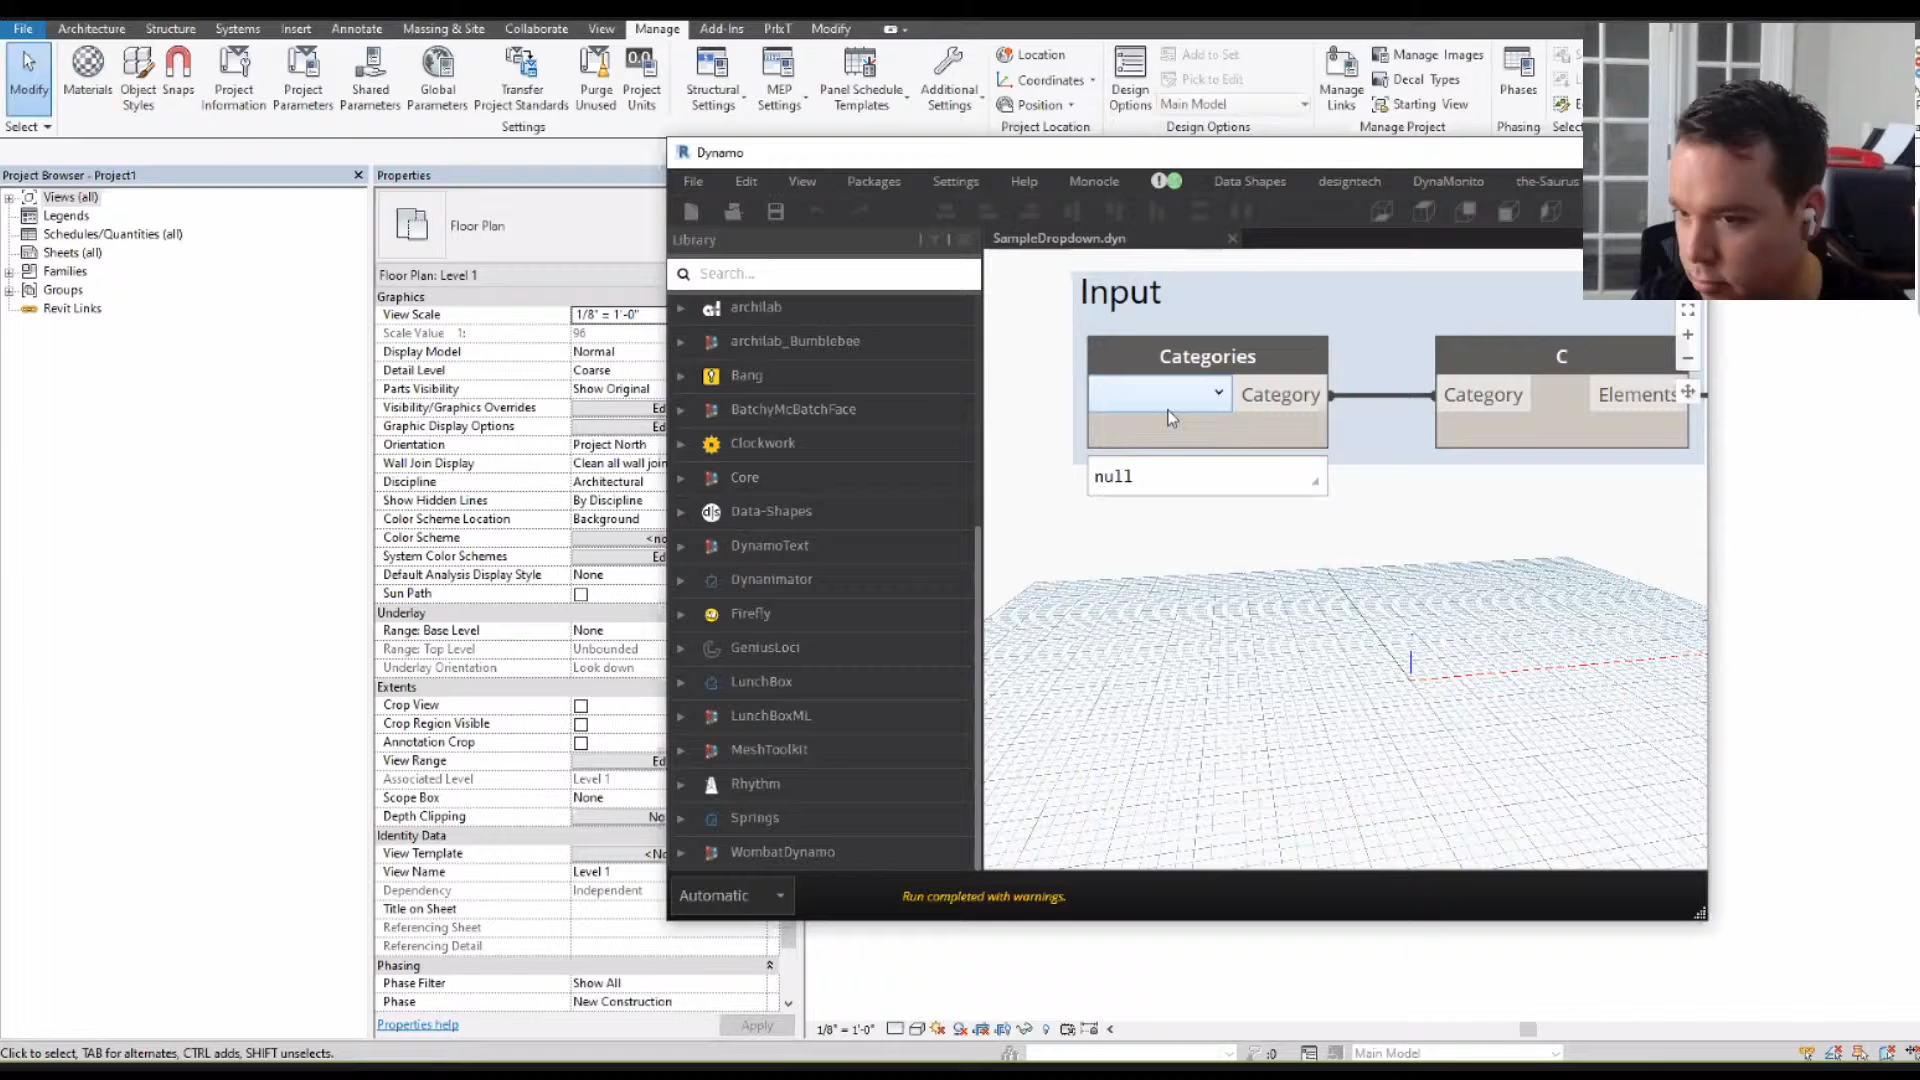 File Architecture Structure Systems Insert Annotate Massing & Site Collaborate View Manage Add-Ins PrlxT Modify
Modify
Materials
Object
Styles
Snaps
Project
Information
Project
Parameters
Shared
Parameters
Global
Parameters
Transfer
Project Standards
Purge
Unused
Project
Units
Structural
Settings
MEP
Settings
Panel Schedule
Templates
Additional
Settings
Location
Coordinates
Position
Design
Options
Add to Set
Pick to Edit
Main Model
Manage
Links
Manage Images
Decal Types
Starting View
Phases
Select
Settings
Project Location
Design Options
Manage Project
Phasing
Selec
Project Browser - Project1
Views (all)
Legends
Schedules/Quantities (all)
Sheets (all)
Families
Groups
Revit Links
Properties
Floor Plan
Floor Plan: Level 1
Graphics
View Scale 1/8" = 1'-0"
Scale Value 1: 96
Display Model Normal
Detail Level Coarse
Parts Visibility Show Original
Visibility/Graphics Overrides Ed
Graphic Display Options Ed
Orientation Project North
Wall Join Display Clean all wall join
Discipline Architectural
Show Hidden Lines By Discipline
Color Scheme Location Background
Color Scheme <no
System Color Schemes Ed
Default Analysis Display Style None
Sun Path
Underlay
Range: Base Level None
Range: Top Level Unbounded
Underlay Orientation Look down
Extents
Crop View
Crop Region Visible
Annotation Crop
View Range Ed
Associated Level Level 1
Scope Box None
Depth Clipping No
Identity Data
View Template <No
View Name Level 1
Dependency Independent
Title on Sheet
Referencing Sheet
Referencing Detail
Phasing
Phase Filter Show All
Phase New Construction
Properties help
Apply
Dynamo
File Edit View Packages Settings Help Monocle Data Shapes designtech DynaMonito the-Saurus
Library
SampleDropdown.dyn
Search...
archilab
archilab_Bumblebee
Bang
BatchyMcBatchFace
Clockwork
Core
Data-Shapes
DynamoText
Dynanimator
Firefly
GeniusLoci
LunchBox
LunchBoxML
MeshToolkit
Rhythm
Springs
WombatDynamo
Input
Categories
Category
null
C
Category Elements
Automatic
Run completed with warnings.
1/8" = 1'-0"
Click to select, TAB for alternates, CTRL adds, SHIFT unselects.
:0
Main Model